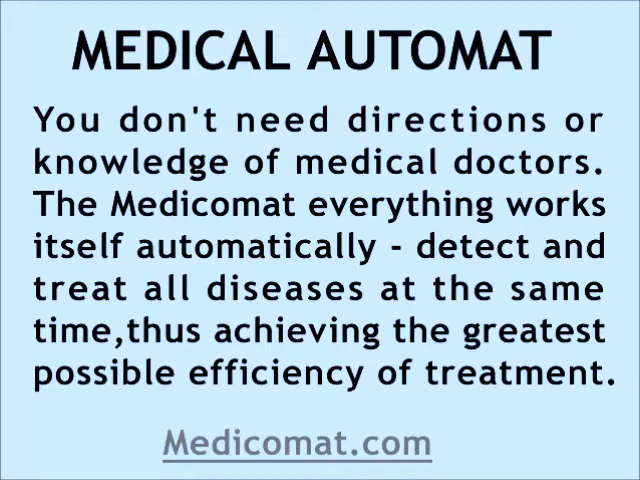 MEDICAL AUTOMAT
You don't need directions or
knowledge of medical doctors.
The Medicomat everything works
itself automatically - detect and
treat all diseases at the same
time,thus achieving the greatest
possible efficiency of treatment.
Medicomat.com